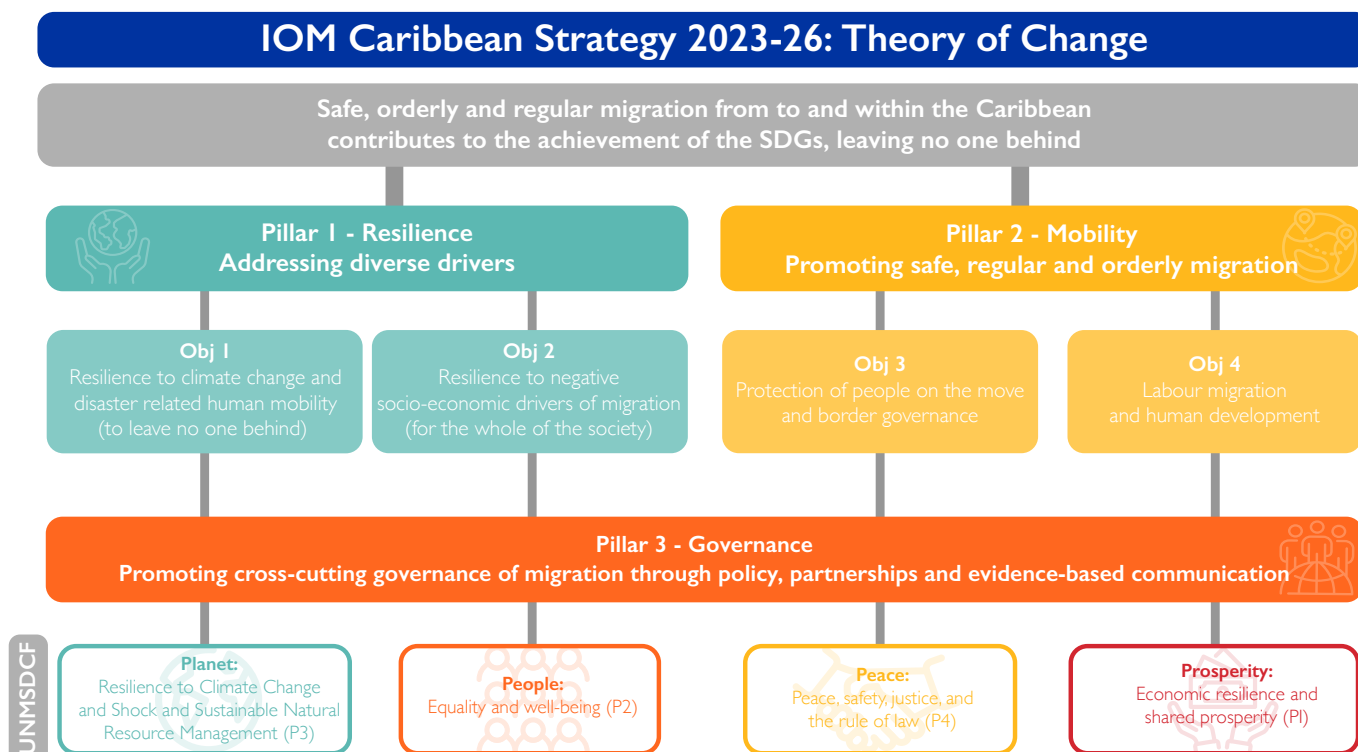 IOM Caribbean Strategy 2023-26: Theory of Change
Safe, orderly and regular migration from to and within the Caribbean
contributes to the achievement of the SDGs, leaving no one behind
Pillar 1 - Resilience
Addressing diverse drivers
Pillar 2 - Mobility
Promoting safe, regular and orderly migration
Obj 1
Resilience to climate change and
disaster related human mobility
(to leave no one behind)
Obj 2
Resilience to negative
socio-economic drivers of migration
(for the whole of the society)
Obj 3
Protection of people on the move
and border governance
Obj 4
Labour migration
and human development
Pillar 3 - Governance
Promoting cross-cutting governance of migration through policy, partnerships and evidence-based communication
UNMSDCF
Planet:
Resilience to Climate Change
and Shock and Sustainable Natural
Resource Management (P3)
People:
Equality and well-being (P2)
Peace:
Peace, safety, justice, and
the rule of law (P4)
Prosperity:
Economic resilience and
shared prosperity (P1)